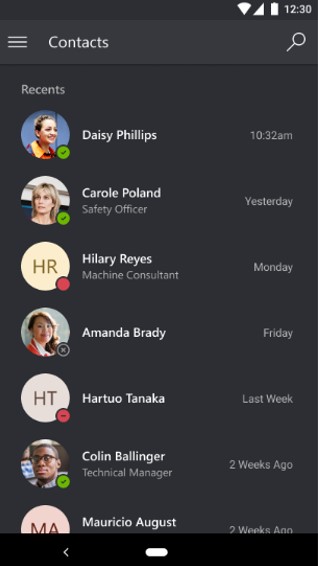 12:30
Contacts
Recents
Daisy Phillips 10:32am
Carole Poland
Safety Officer
Yesterday
Hilary Reyes
Machine Consultant
Monday
Amanda Brady Friday
HR
HT
Hartuo Tanaka Last Week
Colin Ballinger
Technical Manager
2 Weeks Ago
MA
Mauricio August
2 Weeks Ago